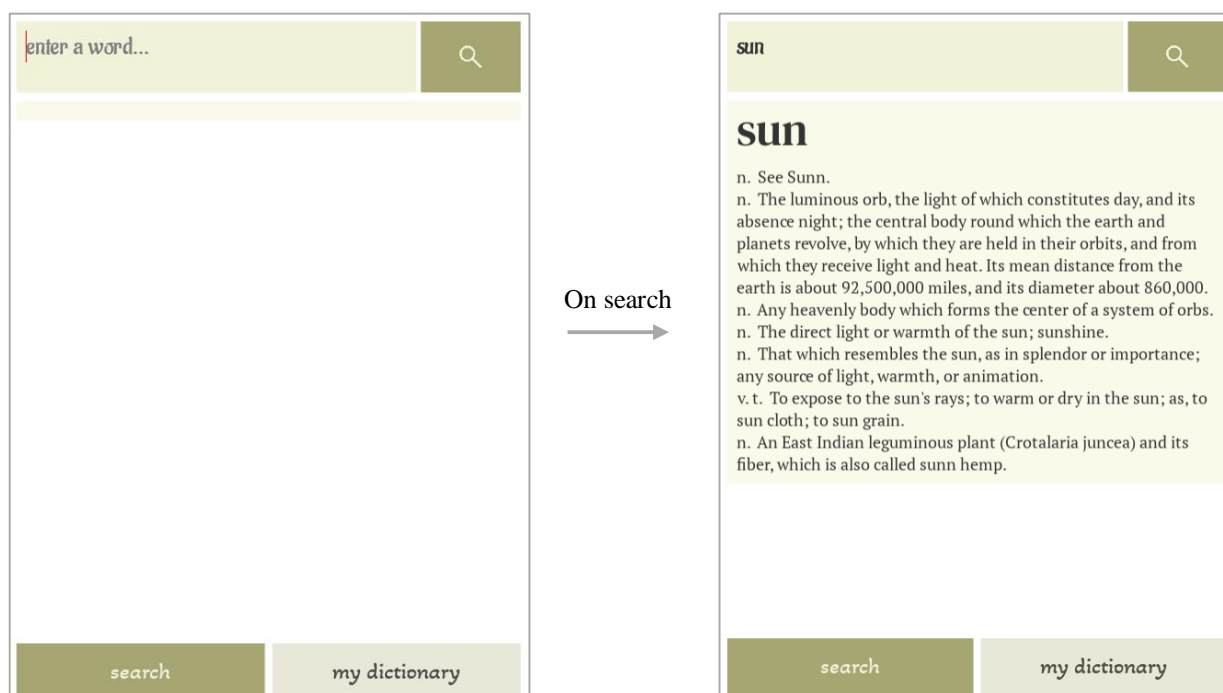 enter a word...
search
my dictionary
On search
sun
sun
n. See Sunn.
n. The luminous orb, the light of which constitutes day, and its
absence night; the central body round which the earth and
planets revolve, by which they are held in their orbits, and from
which they receive light and heat. Its mean distance from the
earth is about 92,500,000 miles, and its diameter about 860,000.
n. Any heavenly body which forms the center of a system of orbs.
n. The direct light or warmth of the sun; sunshine.
n. That which resembles the sun, as in splendor or importance;
any source of light, warmth, or animation.
v. t. To expose to the sun's rays; to warm or dry in the sun; as, to
sun cloth; to sun grain.
n. An East Indian leguminous plant (Crotalaria juncea) and its
fiber, which is also called sunn hemp.
search
my dictionary